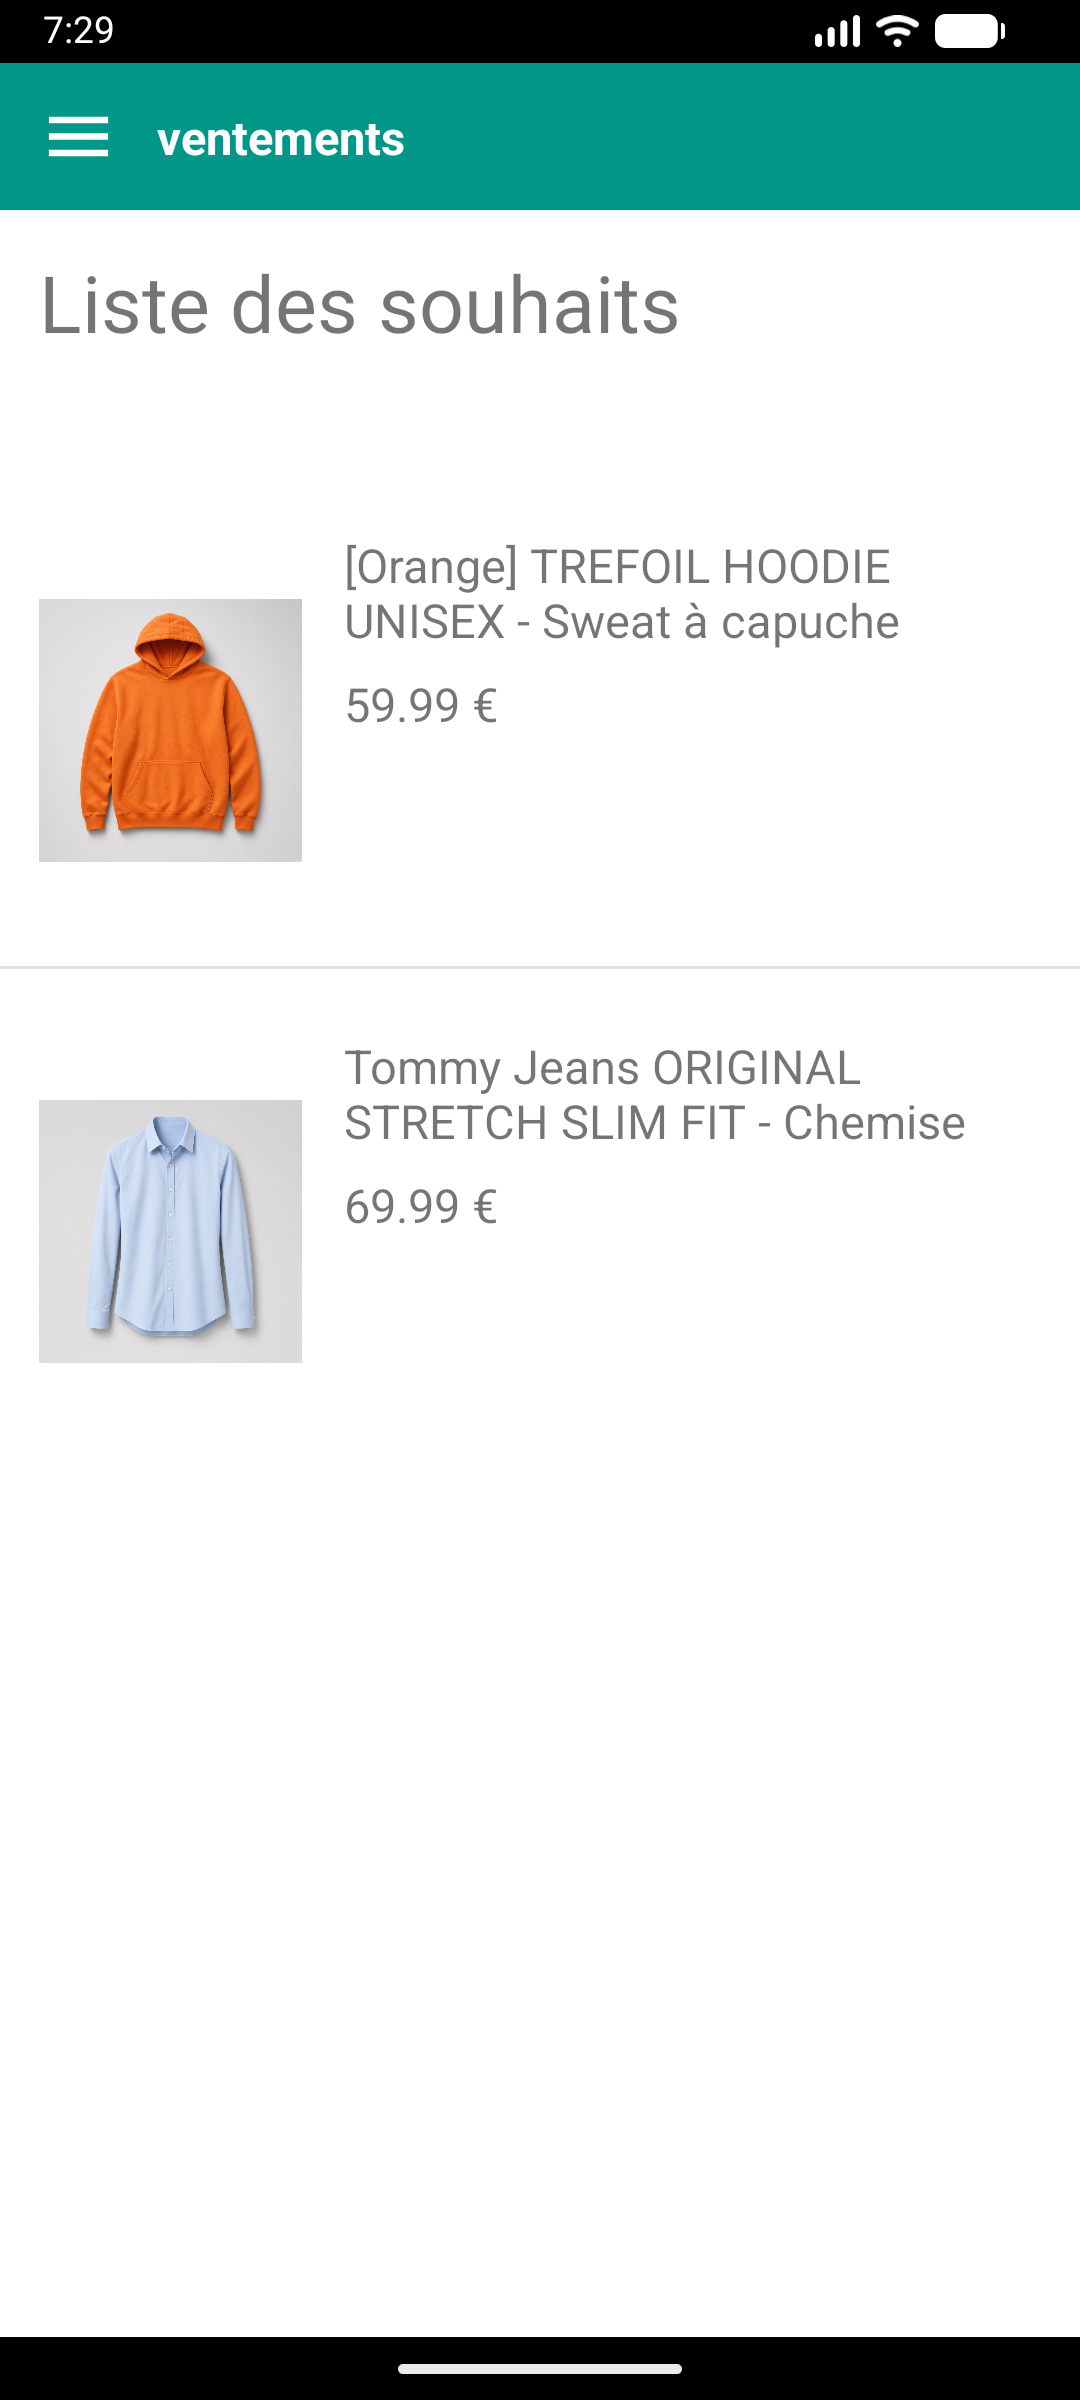 7:29
ventements
Liste des souhaits
[Orange] TREFOIL HOODIE
UNISEX - Sweat à capuche
59.99 €
Tommy Jeans ORIGINAL
STRETCH SLIM FIT - Chemise
69.99 €